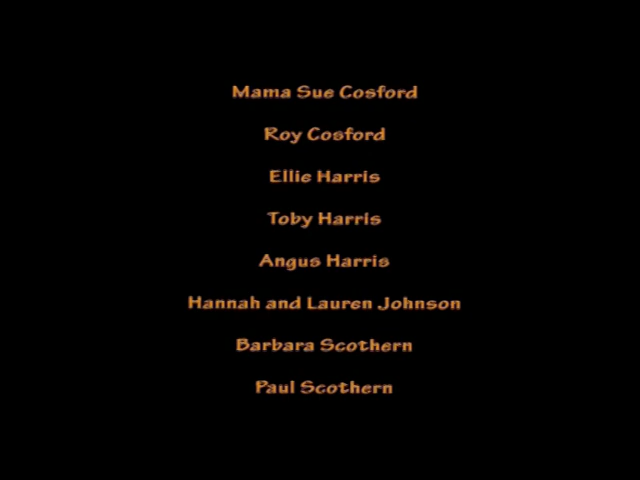 Mama Sue Cosford
Roy Cosford
Ellie Harris
Toby Harris
Angus Harris
Hannah and Lauren Johnson
Barbara Scothern
Paul Scothern